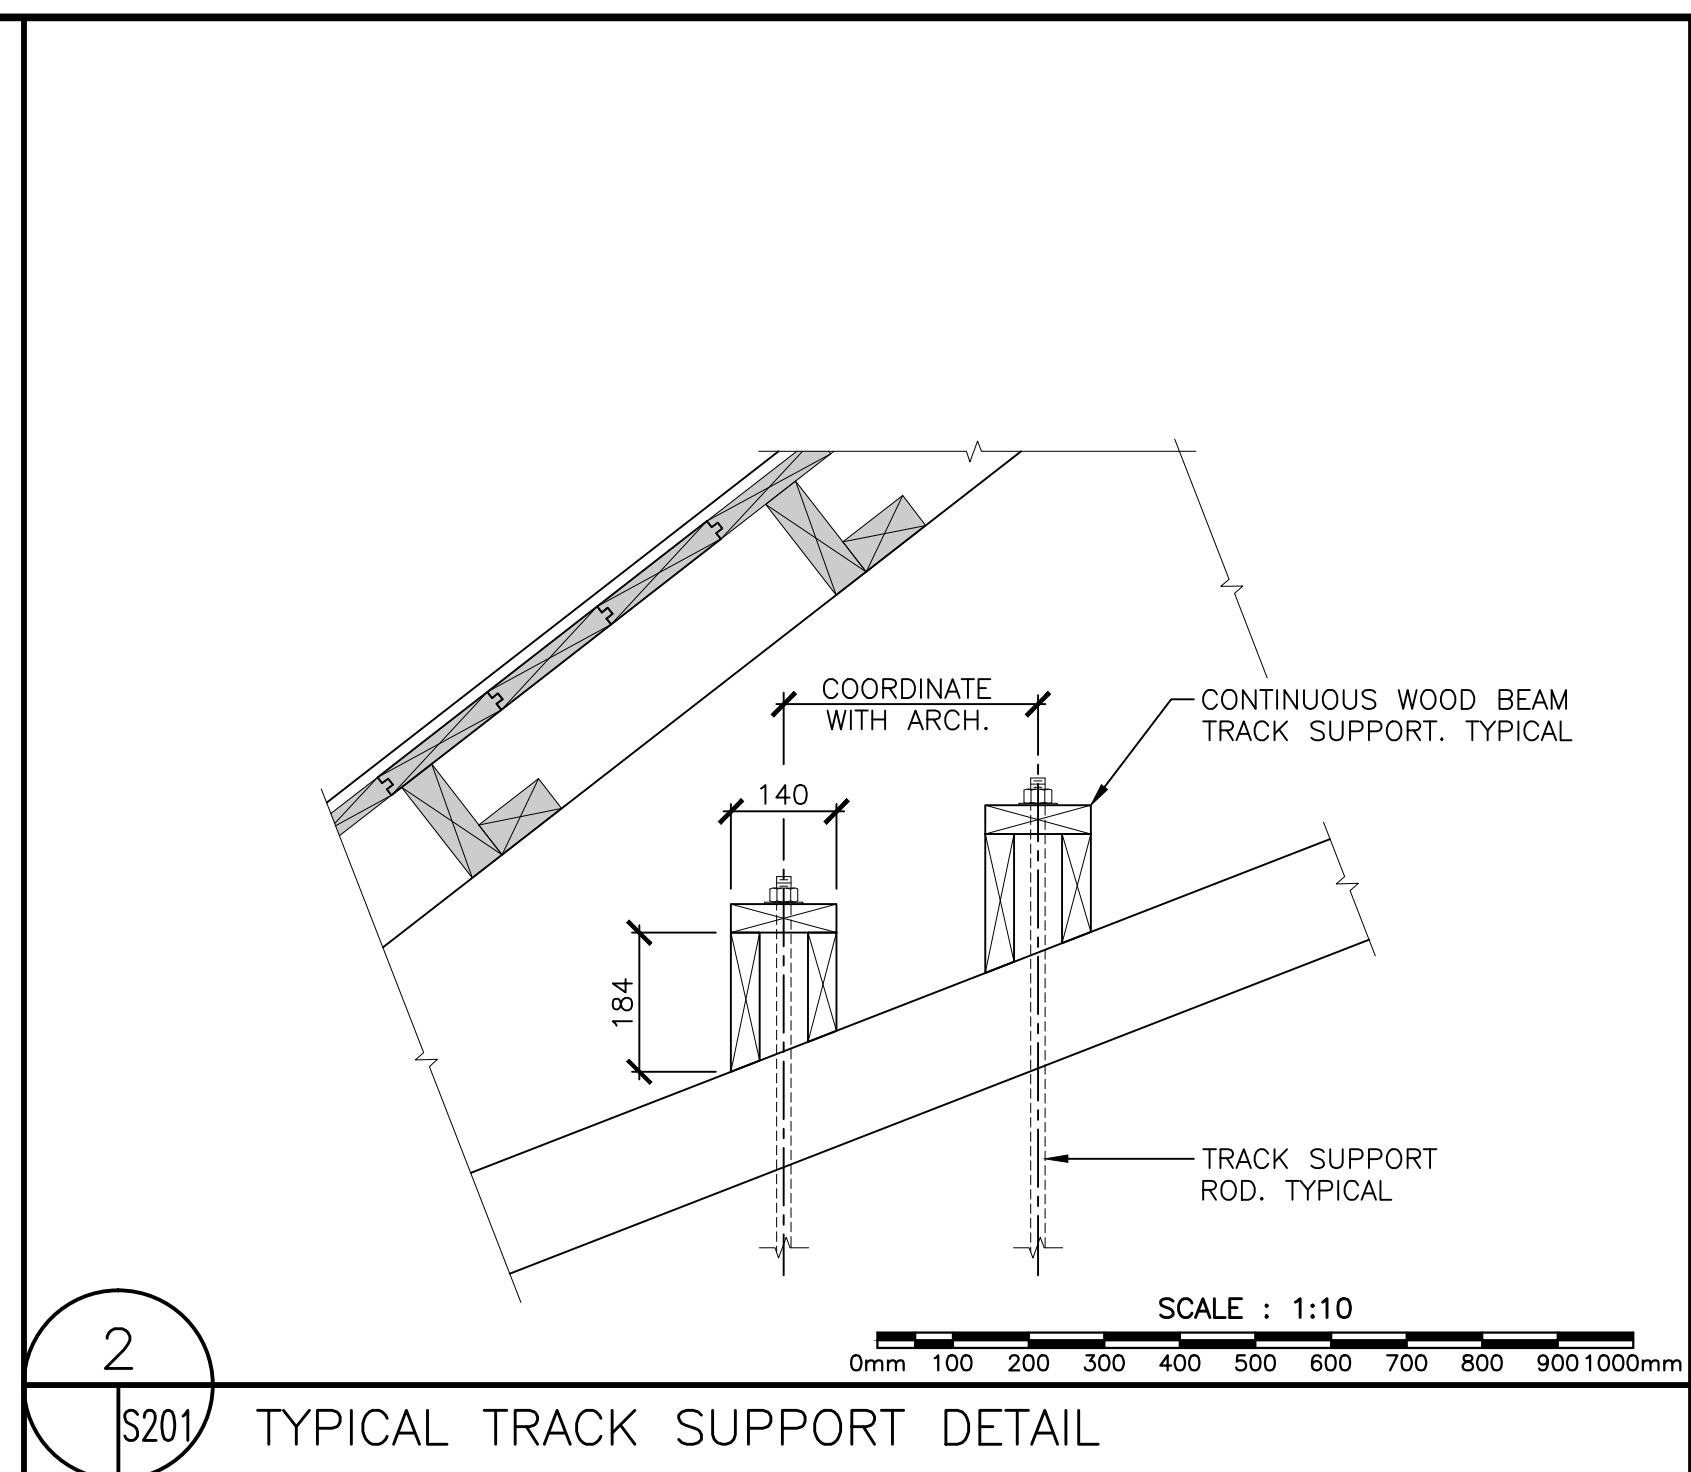 COORDINATE
WITH ARCH.
CONTINUOUS WOOD BEAM
TRACK SUPPORT. TYPICAL
140
184
TRACK SUPPORT
ROD. TYPICAL
SCALE : 1:10
0mm 100 200 300 400 500 600 700 800 900 1000mm
2
S201
TYPICAL TRACK SUPPORT DETAIL